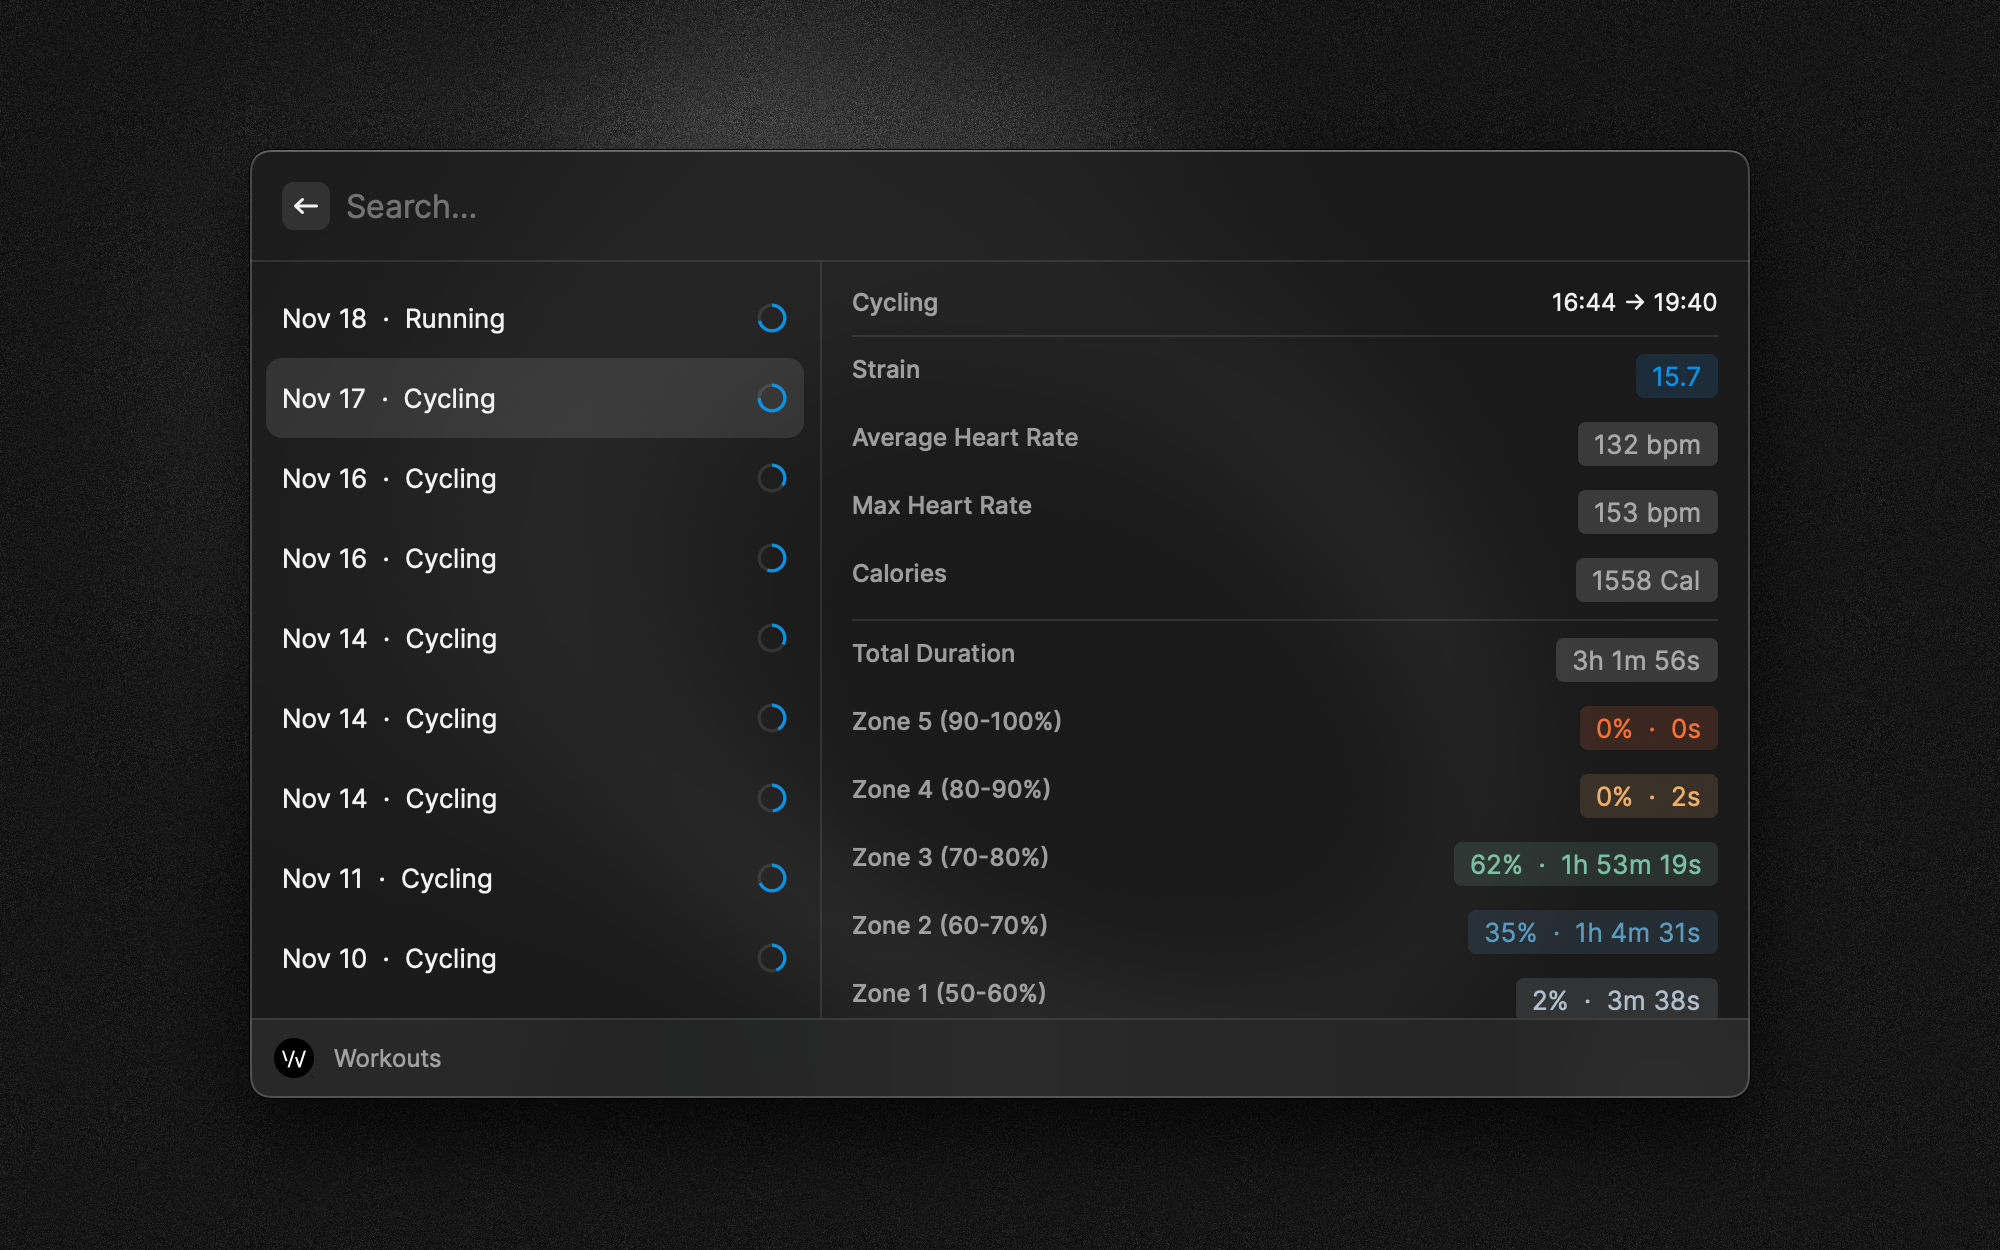 Search...
Nov 18 · Running
Nov 17 · Cycling
Nov 16 · Cycling
Nov 16 · Cycling
Nov 14 · Cycling
Nov 14 · Cycling
Nov 14 · Cycling
Nov 11 · Cycling
Nov 10 · Cycling
Cycling 16:44 → 19:40
Strain 15.7
Average Heart Rate 132 bpm
Max Heart Rate 153 bpm
Calories 1558 Cal
Total Duration 3h 1m 56s
Zone 5 (90-100%) 0% · 0s
Zone 4 (80-90%) 0% · 2s
Zone 3 (70-80%) 62% · 1h 53m 19s
Zone 2 (60-70%) 35% · 1h 4m 31s
Zone 1 (50-60%) 2% · 3m 38s
W Workouts